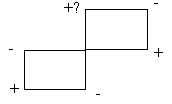 +? -
- +
+ -